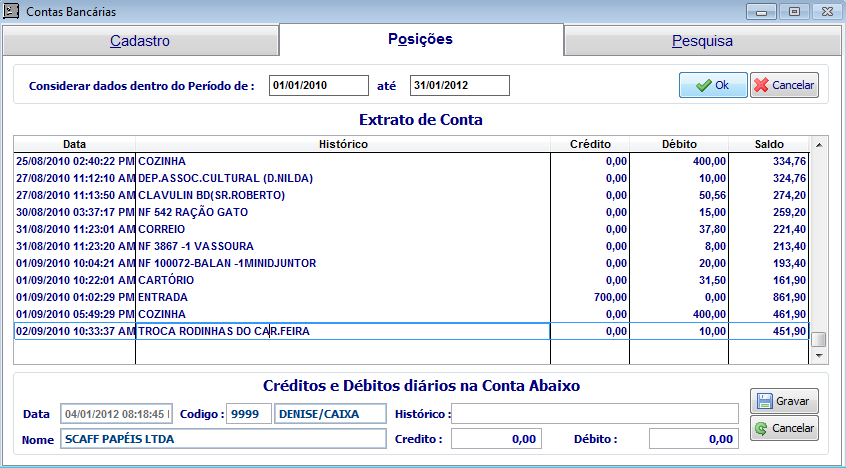 Contas Bancárias
Cadastro Posições Pesquisa
Considerar dados dentro do Período de : 01/01/2010 até 31/01/2012 Ok Cancelar
Extrato de Conta
Data Histórico Crédito Débito Saldo
25/08/2010 02:40:22 PM COZINHA 0,00 400,00 334,76
27/08/2010 11:12:10 AM DEP.ASSOC.CULTURAL (D.NILDA) 0,00 10,00 324,76
27/08/2010 11:13:50 AM CLAVULIN BD(SR.ROBERTO) 0,00 50,56 274,20
30/08/2010 03:37:17 PM NF 542 RAÇÃO GATO 0,00 15,00 259,20
31/08/2010 11:23:01 AM CORREIO 0,00 37,80 221,40
31/08/2010 11:23:20 AM NF 3867 -1 VASSOURA 0,00 8,00 213,40
01/09/2010 10:04:21 AM NF 100072-BALAN -1MINIDJUNTOR 0,00 20,00 193,40
01/09/2010 10:22:01 AM CARTÓRIO 0,00 31,50 161,90
01/09/2010 01:02:29 PM ENTRADA 700,00 0,00 861,90
01/09/2010 05:49:29 PM COZINHA 0,00 400,00 461,90
02/09/2010 10:33:37 AM TROCA RODINHAS DO CAR.FEIRA 0,00 10,00 451,90
Créditos e Débitos diários na Conta Abaixo
Data 04/01/2012 08:18:45 Codigo : 9999 DENISE/CAIXA Histórico : Gravar
Nome SCAFF PAPÉIS LTDA Credito : 0,00 Débito : 0,00 Cancelar